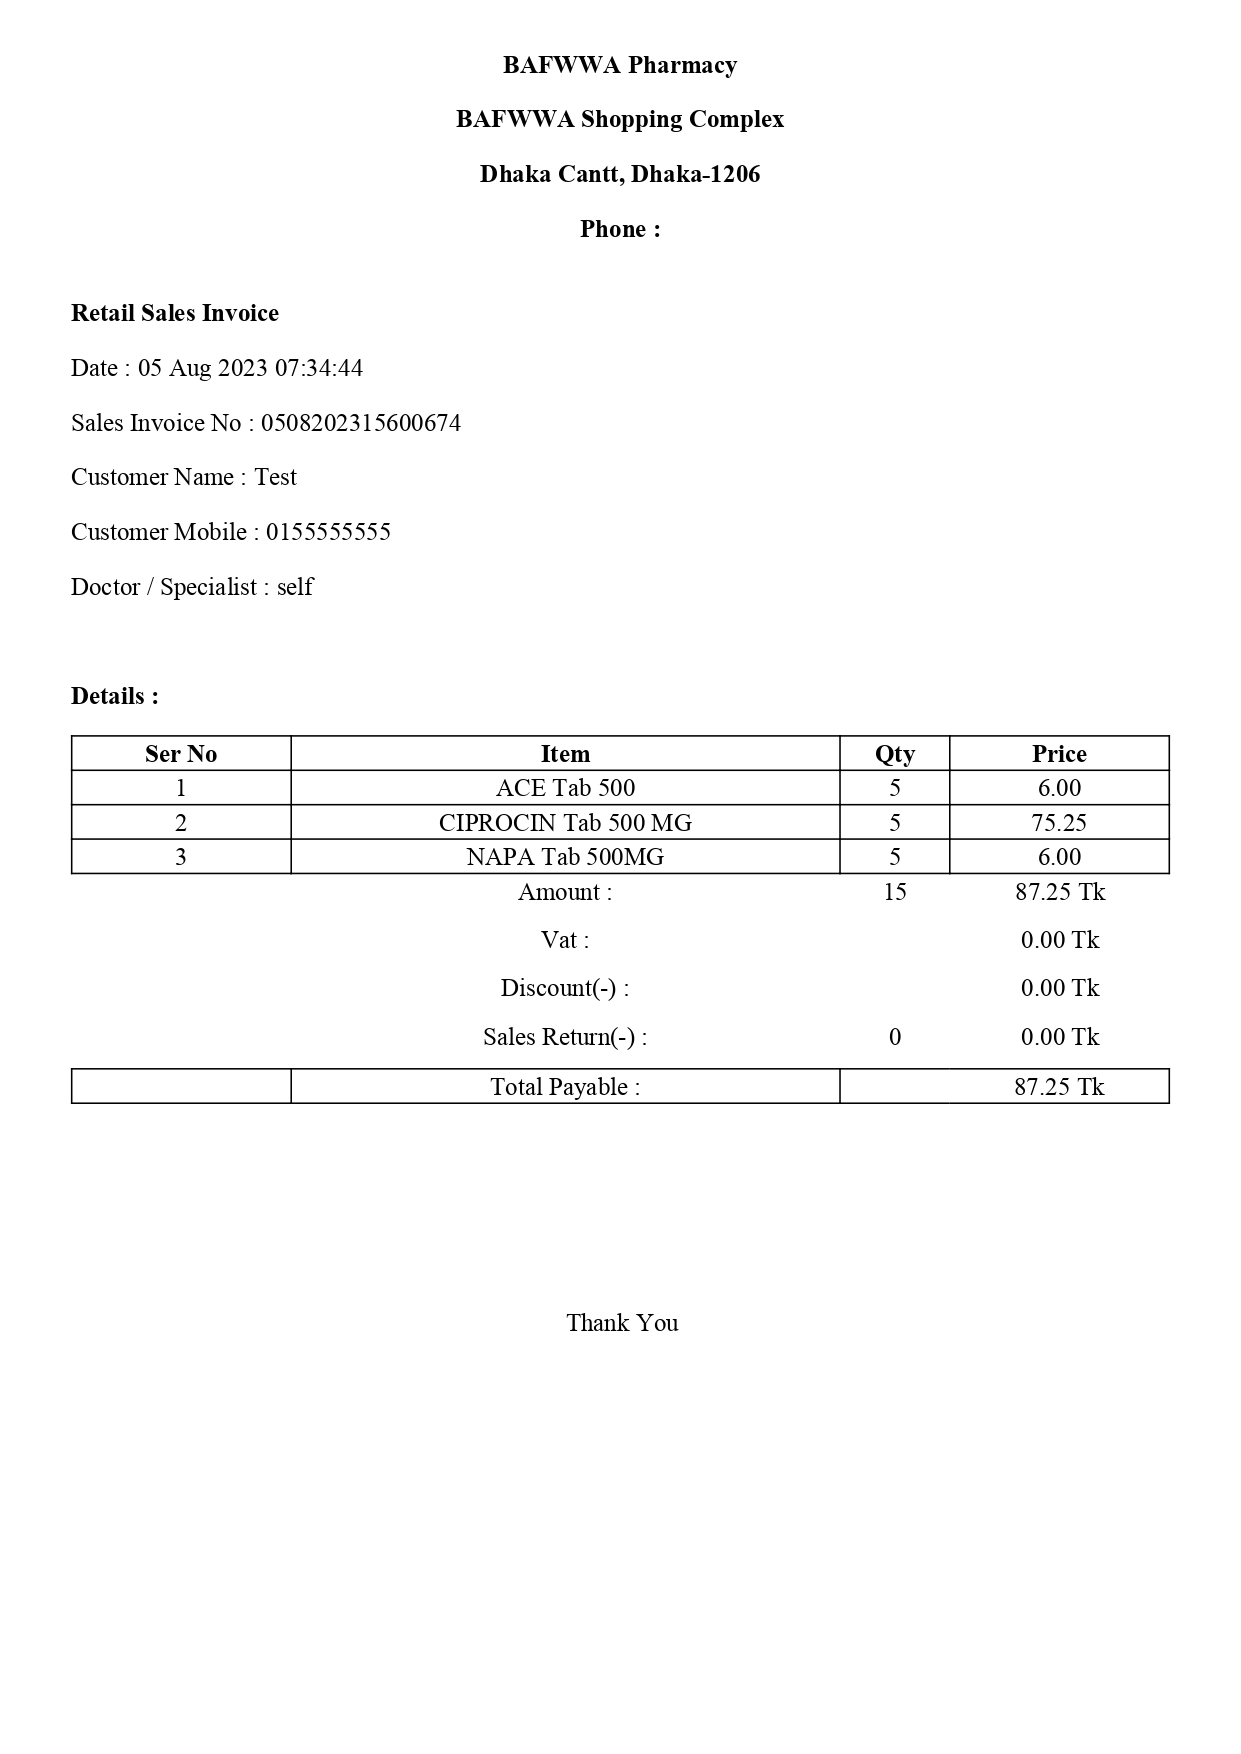 BAFWWA Pharmacy
BAFWWA Shopping Complex
Dhaka Cantt, Dhaka-1206
Phone :
Retail Sales Invoice
Date : 05 Aug 2023 07:34:44
Sales Invoice No : 0508202315600674
Customer Name : Test
Customer Mobile : 0155555555
Doctor / Specialist : self
Details :
Ser No Item Qty Price
1 ACE Tab 500 5 6.00
2 CIPROCIN Tab 500 MG 5 75.25
3 NAPA Tab 500MG 5 6.00
Amount : 15 87.25 Tk
Vat : 0.00 Tk
Discount(-) : 0.00 Tk
Sales Return(-) : 0 0.00 Tk
Total Payable : 87.25 Tk
Thank You